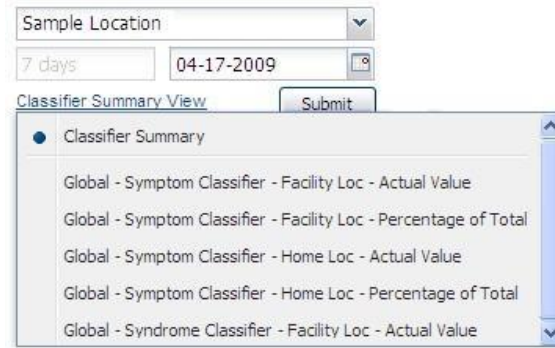 Sample Location
7 days 04-17-2009
Classifier Summary View Submit
Classifier Summary
Global - Symptom Classifier - Facility Loc - Actual Value
Global - Symptom Classifier - Facility Loc - Percentage of Total
Global - Symptom Classifier - Home Loc - Actual Value
Global - Symptom Classifier - Home Loc - Percentage of Total
Global - Syndrome Classifier - Facility Loc - Actual Value